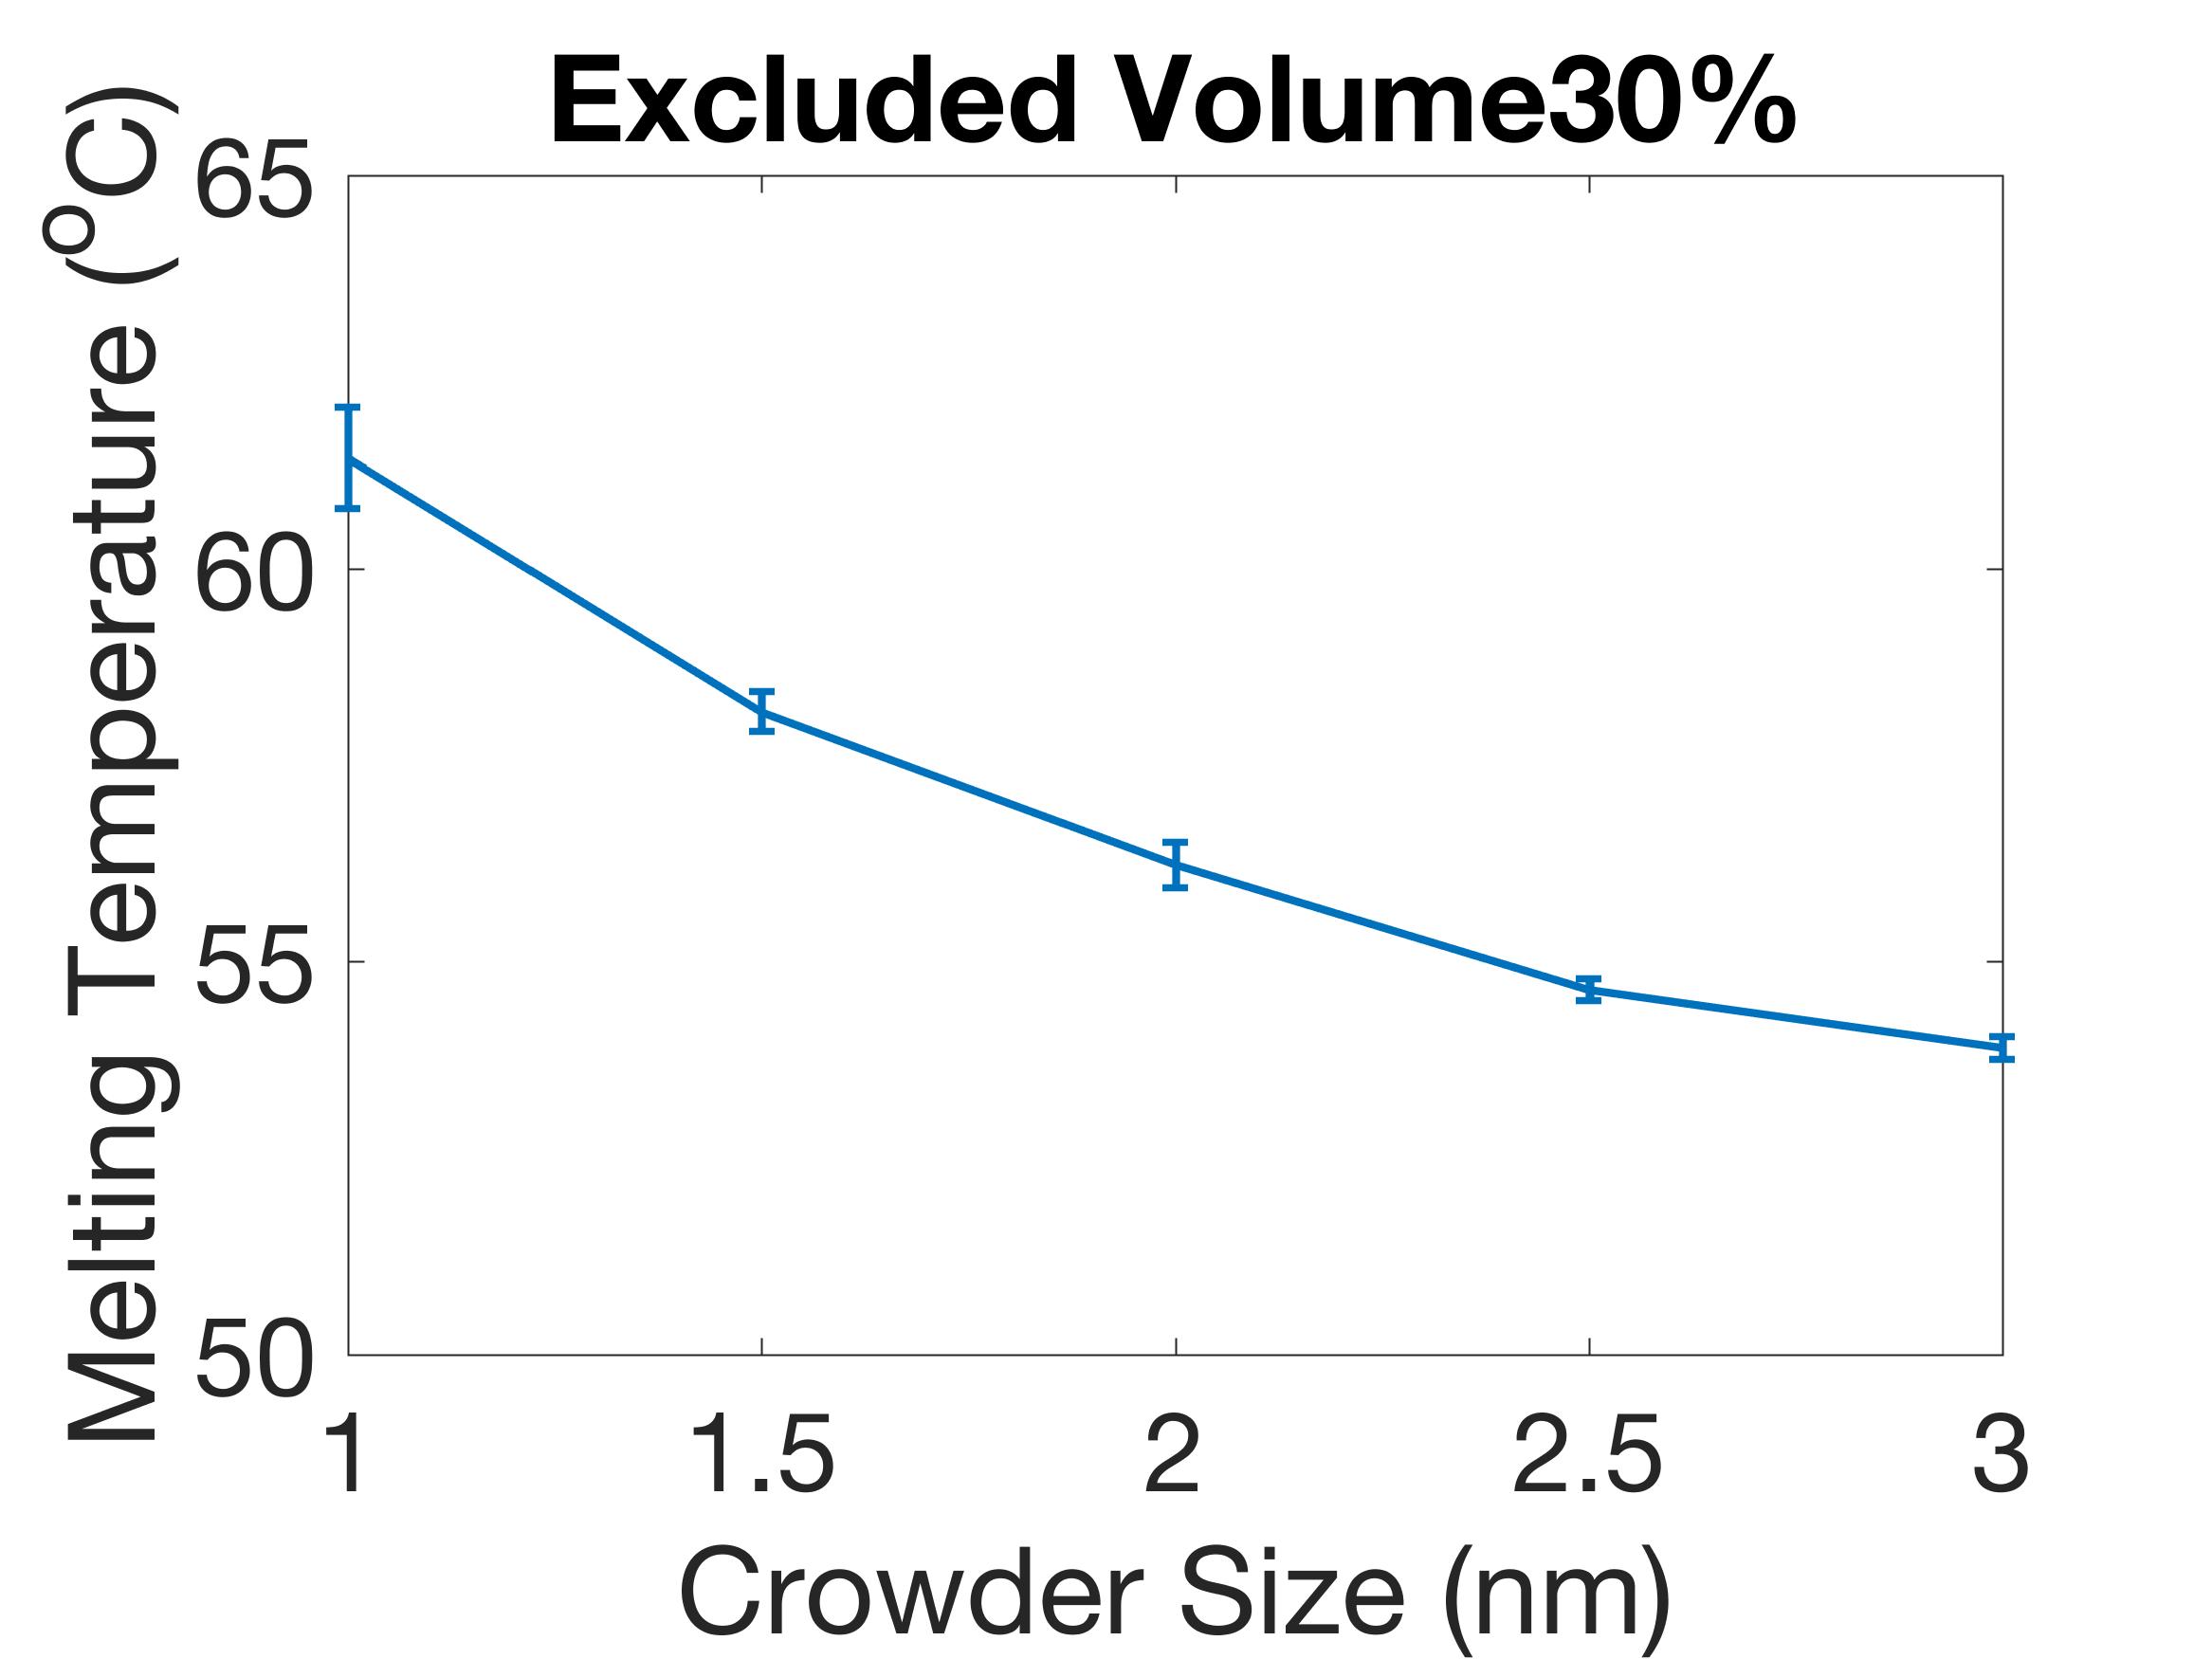 Excluded Volume30%
Melting Temperature (°C)
65
60
55
50
1 1.5 2 2.5 3
Crowder Size (nm)